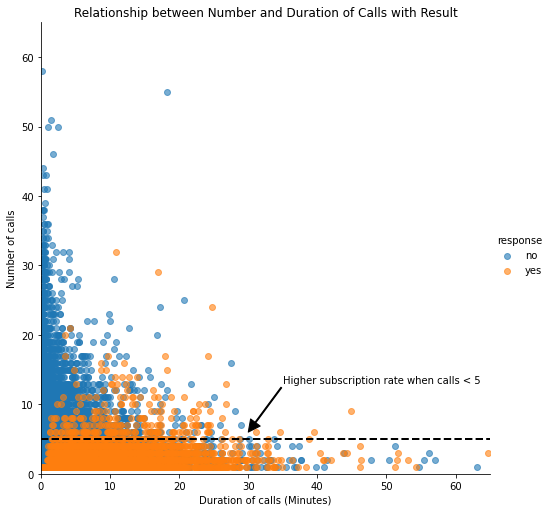 Relationship between Number and Duration of Calls with Result
60
50
40
30
20
10
0
Number of calls
response
no
yes
Higher subscription rate when calls < 5
0 10 20 30 40 50 60
Duration of calls (Minutes)